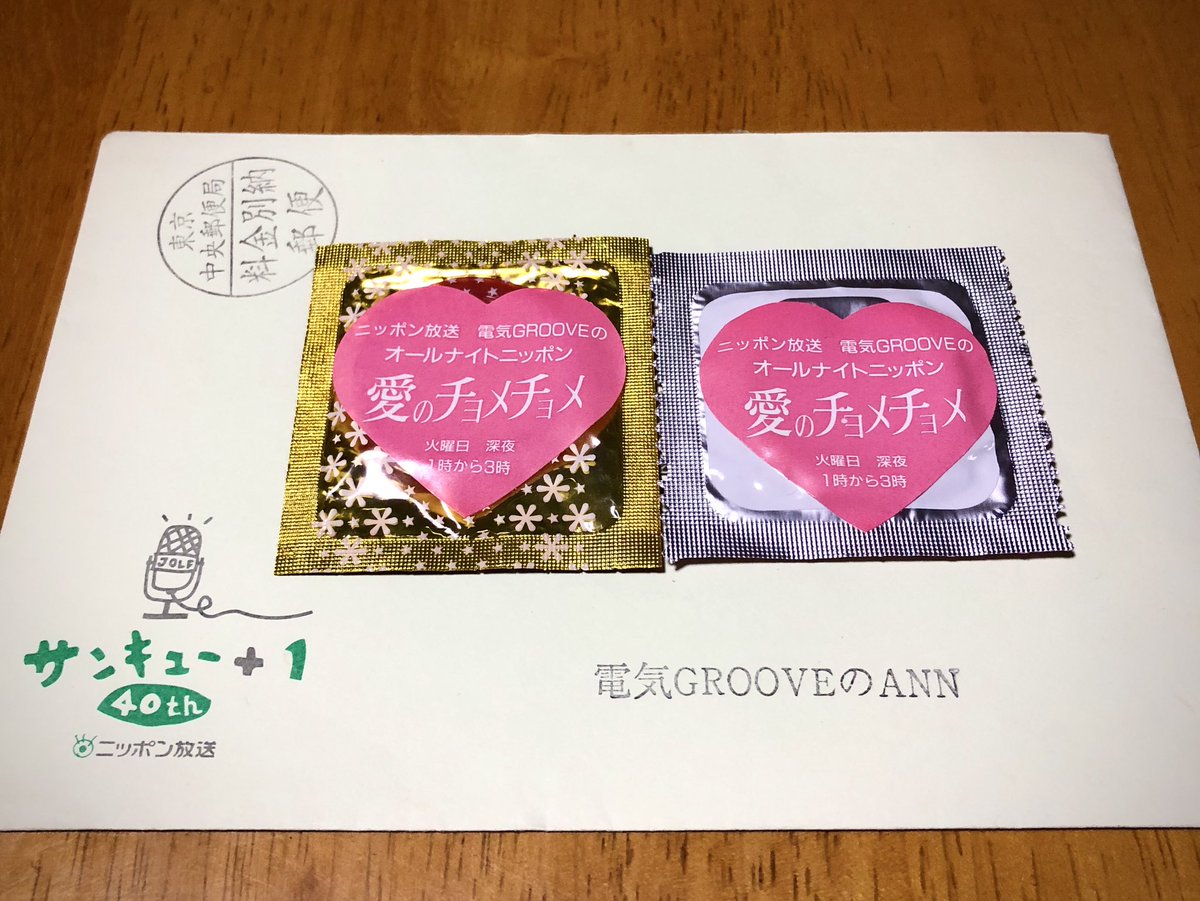 東京
中央郵便局
料金別納
郵便
ニッポン放送 電気GROOVEの
オールナイトニッポン
愛のチョメチョメ
火曜日 深夜
1時から3時
ニッポン放送 電気GROOVEの
オールナイトニッポン
愛のチョメチョメ
火曜日 深夜
1時から3時
JOLF
サンキュー+1
40th
ニッポン放送
電気GROOVEのANN